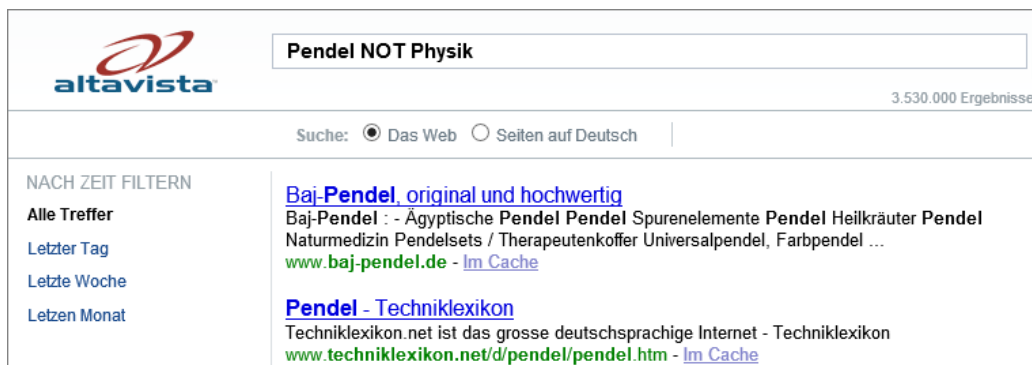 altavista
Pendel NOT Physik
3.530.000 Ergebnisse
Suche: Das Web Seiten auf Deutsch
NACH ZEIT FILTERN
Alle Treffer
Letzter Tag
Letzte Woche
Letzen Monat
Baj-Pendel, original und hochwertig
Baj-Pendel : - Ägyptische Pendel Pendel Spurenelemente Pendel Heilkräuter Pendel
Naturmedizin Pendelsets / Therapeutenkoffer Universalpendel, Farbpendel ...
www.baj-pendel.de - Im Cache
Pendel - Techniklexikon
Techniklexikon.net ist das grosse deutschsprachige Internet - Techniklexikon
www.techniklexikon.net/d/pendel/pendel.htm - Im Cache